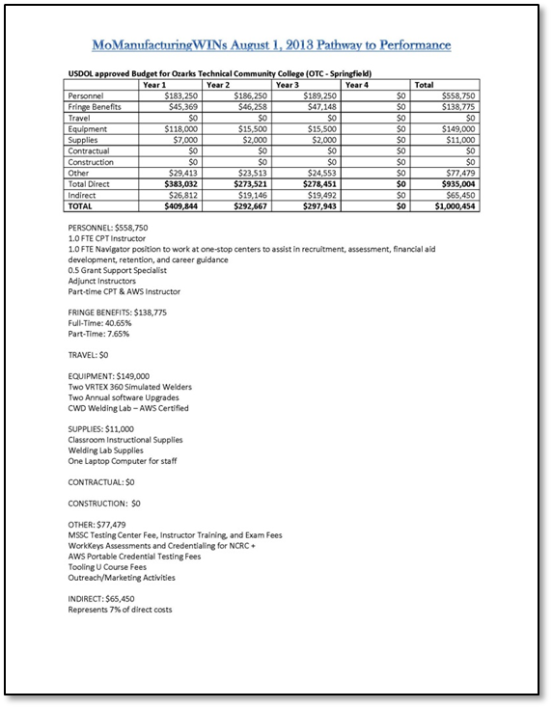 MoManufacturingWINs August 1, 2013 Pathway to Performance
USDOL approved Budget for Ozarks Technical Community College (OTC - Springfield)
Year 1 Year 2 Year 3 Year 4 Total
Personnel $183,250 $186,250 $189,250 $0 $558,750
Fringe Benefits $45,369 $46,258 $47,148 $0 $138,775
Travel $0 $0 $0 $0 $0
Equipment $118,000 $15,500 $15,500 $0 $149,000
Supplies $7,000 $2,000 $2,000 $0 $11,000
Contractual $0 $0 $0 $0 $0
Construction $0 $0 $0 $0 $0
Other $29,413 $23,513 $24,553 $0 $77,479
Total Direct $383,032 $273,521 $278,451 $0 $935,004
Indirect $26,812 $19,146 $19,492 $0 $65,450
TOTAL $409,844 $292,667 $297,943 $0 $1,000,454
PERSONNEL: $558,750
1.0 FTE CPT Instructor
1.0 FTE Navigator position to work at one-stop centers to assist in recruitment, assessment, financial aid
development, retention, and career guidance
0.5 Grant Support Specialist
Adjunct Instructors
Part-time CPT & AWS Instructor
FRINGE BENEFITS: $138,775
Full-Time: 40.65%
Part-Time: 7.65%
TRAVEL: $0
EQUIPMENT: $149,000
Two VRTEX 360 Simulated Welders
Two Annual software Upgrades
CWD Welding Lab – AWS Certified
SUPPLIES: $11,000
Classroom Instructional Supplies
Welding Lab Supplies
One Laptop Computer for staff
CONTRACTUAL: $0
CONSTRUCTION: $0
OTHER: $77,479
MSSC Testing Center Fee, Instructor Training, and Exam Fees
WorkKeys Assessments and Credentialing for NCRC +
AWS Portable Credential Testing Fees
Tooling U Course Fees
Outreach/Marketing Activities
INDIRECT: $65,450
Represents 7% of direct costs